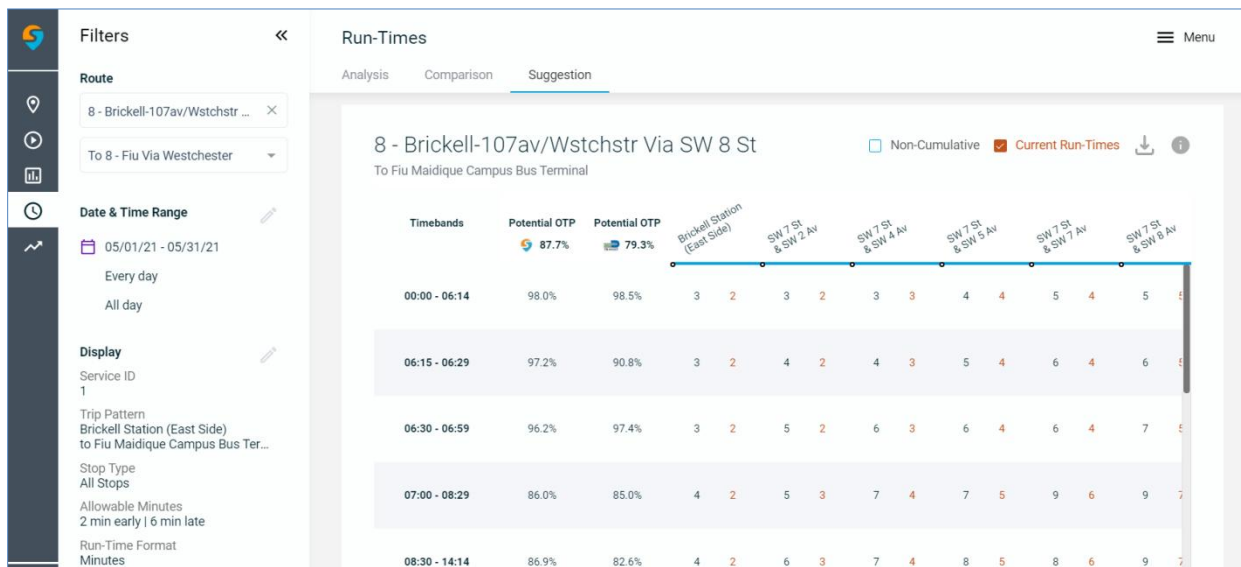 Filters
Route
8 - Brickell-107av/Wstchstr ...
To 8 - Fiu Via Westchester
Date & Time Range
05/01/21 - 05/31/21
Every day
All day
Display
Service ID
1
Trip Pattern
Brickell Station (East Side)
to Fiu Maidique Campus Bus Ter...
Stop Type
All Stops
Allowable Minutes
2 min early | 6 min late
Run-Time Format
Minutes
Run-Times
Menu
Analysis Comparison Suggestion
8 - Brickell-107av/Wstchstr Via SW 8 St
To Fiu Maidique Campus Bus Terminal
Non-Cumulative Current Run-Times
Timebands Potential OTP 87.7% Potential OTP 79.3%
Brickell Station
(East Side)
SW 7 St
& SW 2 Av
SW 7 St
& SW 4 Av
SW 7 St
& SW 5 Av
SW 7 St
& SW 7 Av
SW 7 St
& SW 8 Av
00:00 - 06:14 98.0% 98.5% 3 2 3 2 3 3 4 4 5 4 5 5
06:15 - 06:29 97.2% 90.8% 3 2 4 2 4 3 5 4 6 4 6 5
06:30 - 06:59 96.2% 97.4% 3 2 5 2 6 3 6 4 6 4 7 5
07:00 - 08:29 86.0% 85.0% 4 2 5 3 7 4 7 5 9 6 9 7
08:30 - 14:14 86.9% 82.6% 4 2 6 3 7 4 8 5 8 6 9 7